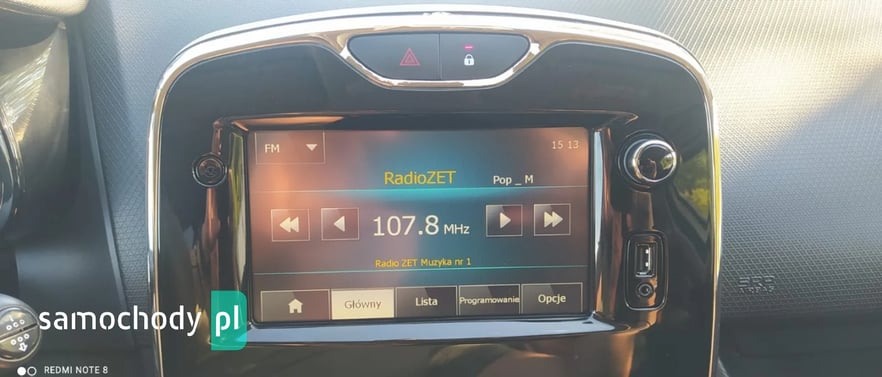 FM
15 13
RadioZET
Pop _ M
107.8 MHz
Radio ZET Muzyka nr 1
Główny
Lista
Programowanie
Opcje
samochody pl
REDMI NOTE 8